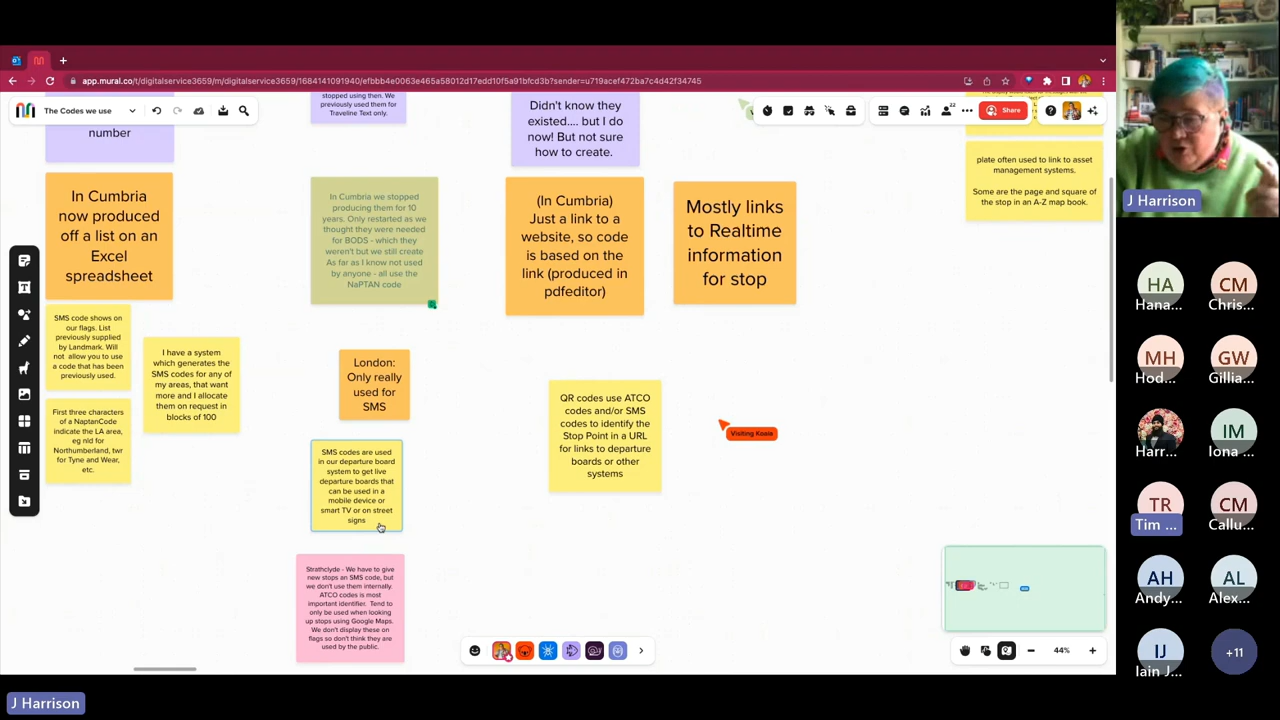 app.mural.co/t/digitalservice3659/m/digitalservice3659/1684141091940/efbbb4e0063e465a58012d17edd10f5a91bfcd3b?sender=u719acef472ba7c4d42f34745
The Codes we use
22
Share
number
stopped using then. We
previously used them for
Traveline Text only.
Didn't know they
existed.... but I do
now! But not sure
how to create.
plate often used to link to asset
management systems.
Some are the page and square of
the stop in an A-Z map book.
In Cumbria
now produced
off a list on an
Excel
spreadsheet
In Cumbria we stopped
producing them for 10
years. Only restarted as we
thought they were needed
for BODS - which they
weren't but we still create
As far as I know not used
by anyone - all use the
NaPTAN code
(In Cumbria)
Just a link to a
website, so code
is based on the
link (produced in
pdfeditor)
Mostly links
to Realtime
information
for stop
SMS code shows on
our flags. List
previously supplied
by Landmark. Will
not allow you to use
a code that has been
previously used.
I have a system
which generates the
SMS codes for any of
my areas, that want
more and I allocate
them on request in
blocks of 100
First three characters
of a NaptanCode
indicate the LA area,
eg nld for
Northumberland, twr
for Tyne and Wear,
etc.
London:
Only really
used for
SMS
SMS codes are used
in our departure board
system to get live
departure boards that
can be used in a
mobile device or
smart TV or on street
signs
QR codes use ATCO
codes and/or SMS
codes to identify the
Stop Point in a URL
for links to departure
boards or other
systems
Visiting Koala
Strathclyde - We have to give
new stops an SMS code, but
we don't use them internally.
ATCO codes is most
important identifier. Tend to
only be used when looking
up stops using Google Maps.
We don't display these on
flags so don't think they are
used by the public.
44%
J Harrison
HA
Hana...
CM
Chris...
MH
Hod...
GW
Gillia...
Harr...
IM
Iona ...
TR
Tim ...
CM
Callu...
AH
Andy...
AL
Alex...
IJ
Iain J...
+11
J Harrison